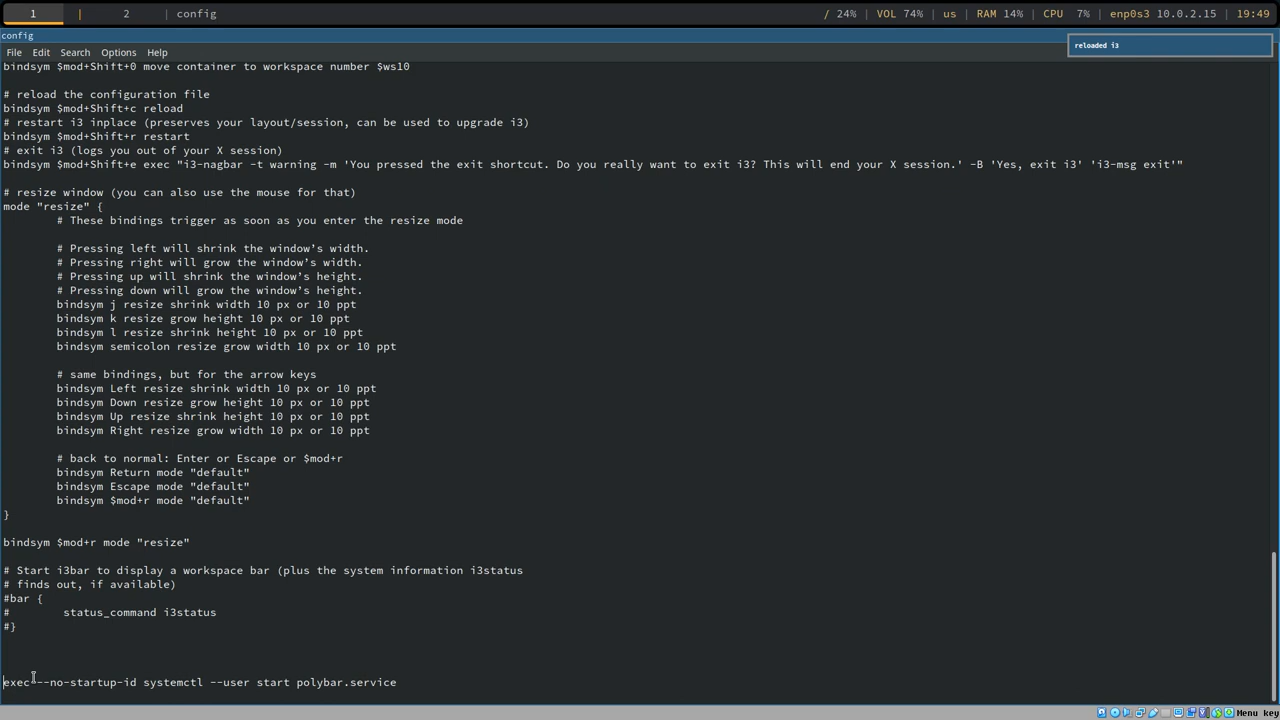 1 | 2 | config / 24% | VOL 74% | us | RAM 14% | CPU 7% | enp0s3 10.0.2.15 | 19:49
config
reloaded i3
File Edit Search Options Help
bindsym $mod+Shift+0 move container to workspace number $ws10
# reload the configuration file
bindsym $mod+Shift+c reload
# restart i3 inplace (preserves your layout/session, can be used to upgrade i3)
bindsym $mod+Shift+r restart
# exit i3 (logs you out of your X session)
bindsym $mod+Shift+e exec "i3-nagbar -t warning -m 'You pressed the exit shortcut. Do you really want to exit i3? This will end your X session.' -B 'Yes, exit i3' 'i3-msg exit'"
# resize window (you can also use the mouse for that)
mode "resize" {
# These bindings trigger as soon as you enter the resize mode
# Pressing left will shrink the window’s width.
# Pressing right will grow the window’s width.
# Pressing up will shrink the window’s height.
# Pressing down will grow the window’s height.
bindsym j resize shrink width 10 px or 10 ppt
bindsym k resize grow height 10 px or 10 ppt
bindsym l resize shrink height 10 px or 10 ppt
bindsym semicolon resize grow width 10 px or 10 ppt
# same bindings, but for the arrow keys
bindsym Left resize shrink width 10 px or 10 ppt
bindsym Down resize grow height 10 px or 10 ppt
bindsym Up resize shrink height 10 px or 10 ppt
bindsym Right resize grow width 10 px or 10 ppt
# back to normal: Enter or Escape or $mod+r
bindsym Return mode "default"
bindsym Escape mode "default"
bindsym $mod+r mode "default"
}
bindsym $mod+r mode "resize"
# Start i3bar to display a workspace bar (plus the system information i3status
# finds out, if available)
#bar {
# status_command i3status
#}
exec --no-startup-id systemctl --user start polybar.service
Menu key